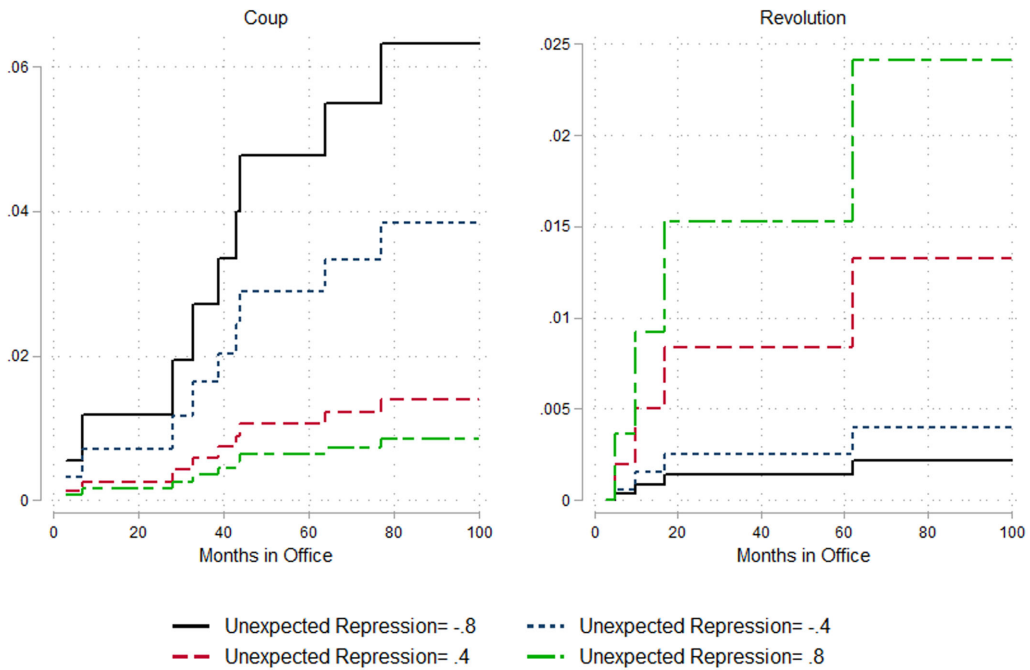 Coup
.06
.04
.02
0
0 20 40 60 80 100
Months in Office
Revolution
.025
.02
.015
.01
.005
0
0 20 40 60 80 100
Months in Office
Unexpected Repression= -.8
Unexpected Repression= -.4
Unexpected Repression= .4
Unexpected Repression= .8